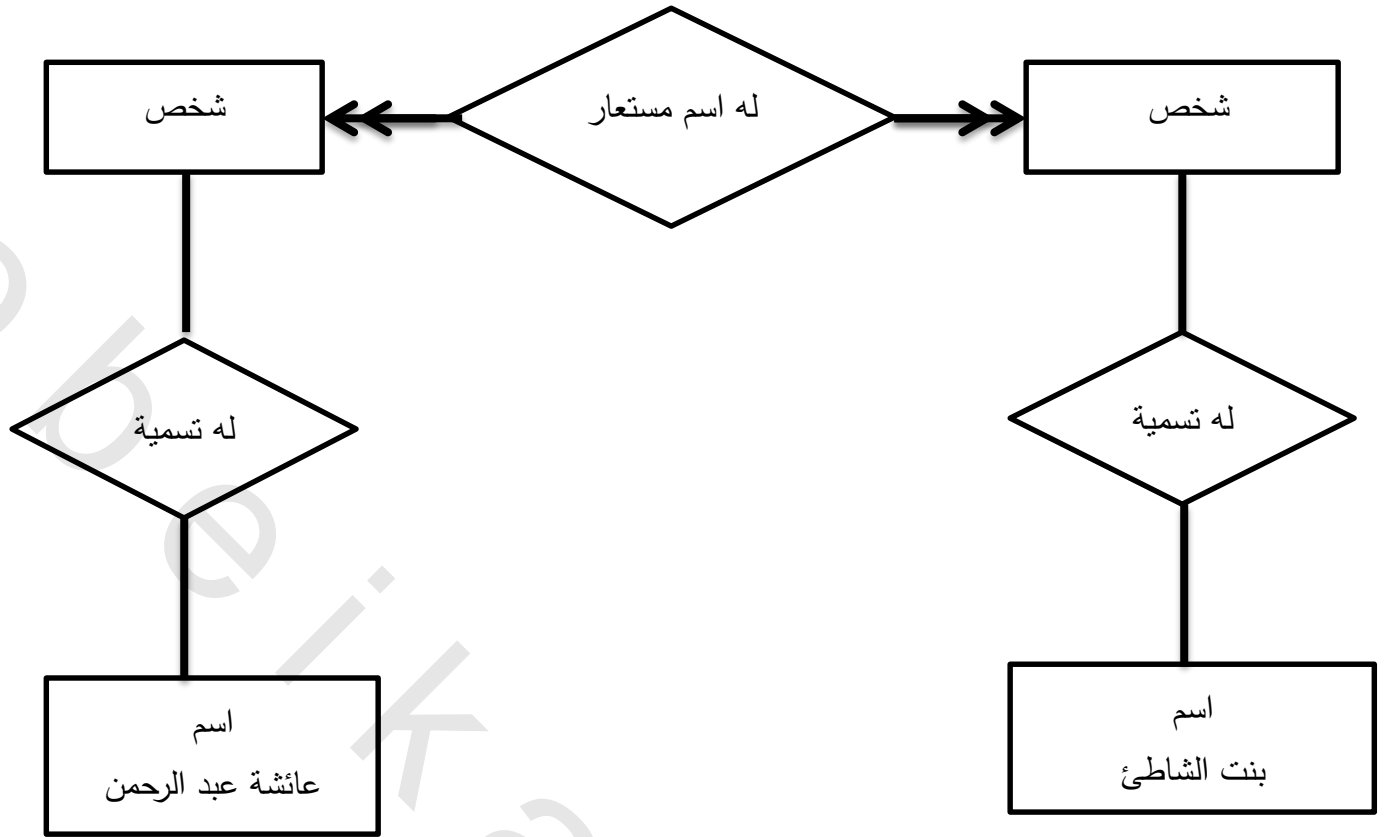 شخص
له اسم مستعار
شخص
له تسمية
له تسمية
اسم
بنت الشاطئ
اسم
عائشة عبد الرحمن